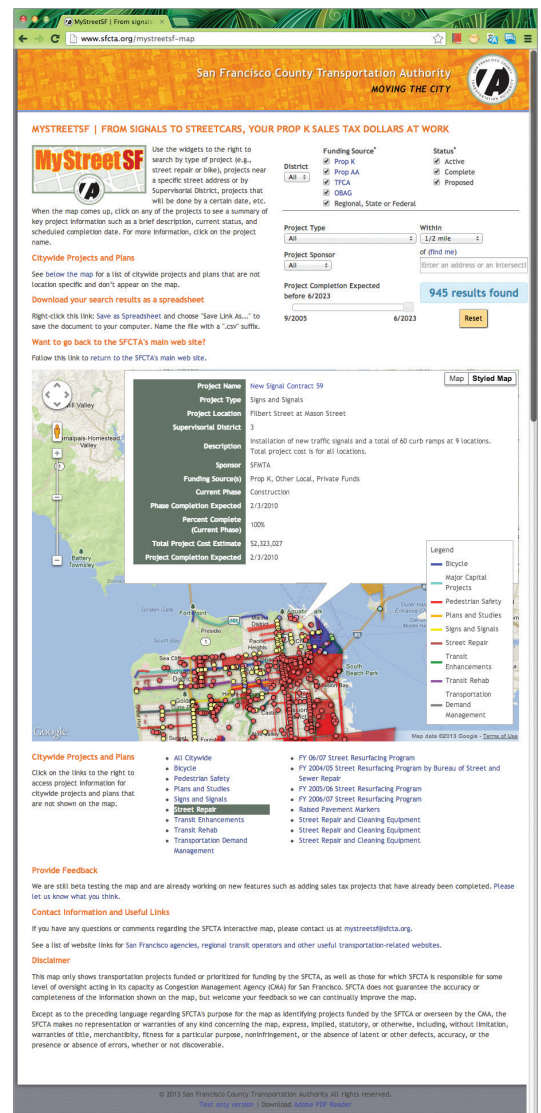 MyStreetSF | From signals
www.sfcta.org/mystreetsf-map
San Francisco County Transportation Authority
MOVING THE CITY
MYSTREETSF | FROM SIGNALS TO STREETCARS, YOUR PROP K SALES TAX DOLLARS AT WORK
MyStreetSF
Use the widgets to the right to
search by type of project (e.g.,
street repair or bike), projects near
a specific street address or by
Supervisorial District, projects that
will be done by a certain date, etc.
When the map comes up, click on any of the projects to see a summary of
key project information such as a brief description, current status, and
scheduled completion date. For more information, click on the project
name.
Citywide Projects and Plans
See below the map for a list of citywide projects and plans that are not
location specific and don't appear on the map.
Download your search results as a spreadsheet
Right-click this link: Save as Spreadsheet and choose "Save Link As..." to
save the document to your computer. Name the file with a ".csv" suffix.
Want to go back to the SFCTA's main web site?
Follow this link to return to the SFCTA's main web site.
District
All
Funding Source*
Prop K
Prop AA
TFCA
OBAG
Regional, State or Federal
Status*
Active
Complete
Proposed
Project Type
All
Within
1/2 mile
Project Sponsor
All
of (find me)
Enter an address or an intersecti
Project Completion Expected
before 6/2023
9/2005 6/2023
945 results found
Reset
Map Styled Map
Project Name New Signal Contract 59
Project Type Signs and Signals
Project Location Filbert Street at Mason Street
Supervisorial District 3
Description Installation of new traffic signals and a total of 60 curb ramps at 9 locations.
Total project cost is for all locations.
Sponsor SFMTA
Funding Source(s) Prop K, Other Local, Private Funds
Current Phase Construction
Phase Completion Expected 2/3/2010
Percent Complete
(Current Phase) 100%
Total Project Cost Estimate $2,323,027
Project Completion Expected 2/3/2010
Mill Valley
Tamalpais-Homestead
Valley
Battery
Townsley
Legend
Bicycle
Major Capital
Projects
Pedestrian Safety
Plans and Studies
Signs and Signals
Street Repair
Transit
Enhancements
Transit Rehab
Transportation
Demand
Management
Golden Gate
Fort Point
Aquatic Park
101
Marina
District
Presidio
South Bay
1
Pacific
Heights
Sea Cliff
80
South
Beach Park
Sunset
Forest
Google
Map data ©2013 Google - Terms of Use
Citywide Projects and Plans
Click on the links to the right to
access project information for
citywide projects and plans that
are not shown on the map.
All Citywide
Bicycle
Pedestrian Safety
Plans and Studies
Signs and Signals
Street Repair
Transit Enhancements
Transit Rehab
Transportation Demand
Management
FY 06/07 Street Resurfacing Program
FY 2004/05 Street Resurfacing Program by Bureau of Street and
Sewer Repair
FY 2005/06 Street Resurfacing Program
FY 2006/07 Street Resurfacing Program
Raised Pavement Markers
Street Repair and Cleaning Equipment
Street Repair and Cleaning Equipment
Street Repair and Cleaning Equipment
Provide Feedback
We are still beta testing the map and are already working on new features such as adding sales tax projects that have already been completed. Please
let us know what you think.
Contact Information and Useful Links
If you have any questions or comments regarding the SFCTA interactive map, please contact us at mystreetsf@sfcta.org.
See a list of website links for San Francisco agencies, regional transit operators and other useful transportation-related websites.
Disclaimer
This map only shows transportation projects funded or prioritized for funding by the SFCTA, as well as those for which SFCTA is responsible for some
level of oversight acting in its capacity as Congestion Management Agency (CMA) for San Francisco. SFCTA does not guarantee the accuracy or
completeness of the information shown on the map, but welcome your feedback so we can continually improve the map.
Except as to the preceding language regarding SFCTA's purpose for the map as identifying projects funded by the SFTCA or overseen by the CMA, the
SFCTA makes no representation or warranties of any kind concerning the map, express, implied, statutory, or otherwise, including, without limitation,
warranties of title, merchantibity, fitness for a particular purpose, noninfringement, or the absence of latent or other defects, accuracy, or the
presence or absence of errors, whether or not discoverable.
© 2013 San Francisco County Transportation Authority All rights reserved.
Text only version | Download Adobe PDF Reader